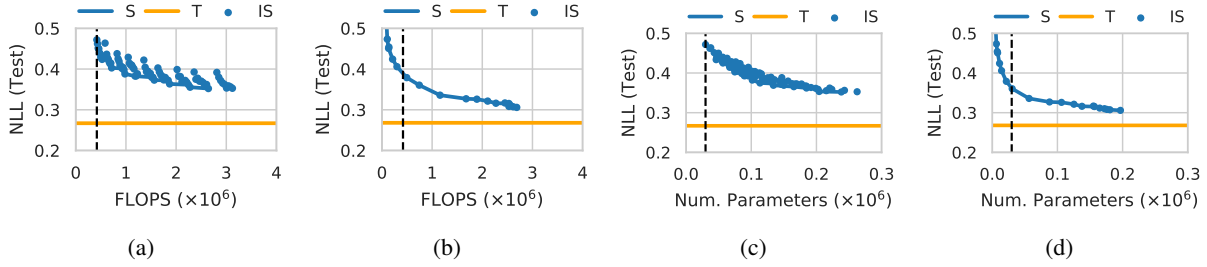 S T IS
NLL (Test)
0.5
0.4
0.3
0.2
0 1 2 3 4
FLOPS (×10⁶)
(a)
S T IS
NLL (Test)
0.5
0.4
0.3
0.2
0 1 2 3 4
FLOPS (×10⁶)
(b)
S T IS
NLL (Test)
0.5
0.4
0.3
0.2
0.0 0.1 0.2 0.3
Num. Parameters (×10⁶)
(c)
S T IS
NLL (Test)
0.5
0.4
0.3
0.2
0.0 0.1 0.2 0.3
Num. Parameters (×10⁶)
(d)